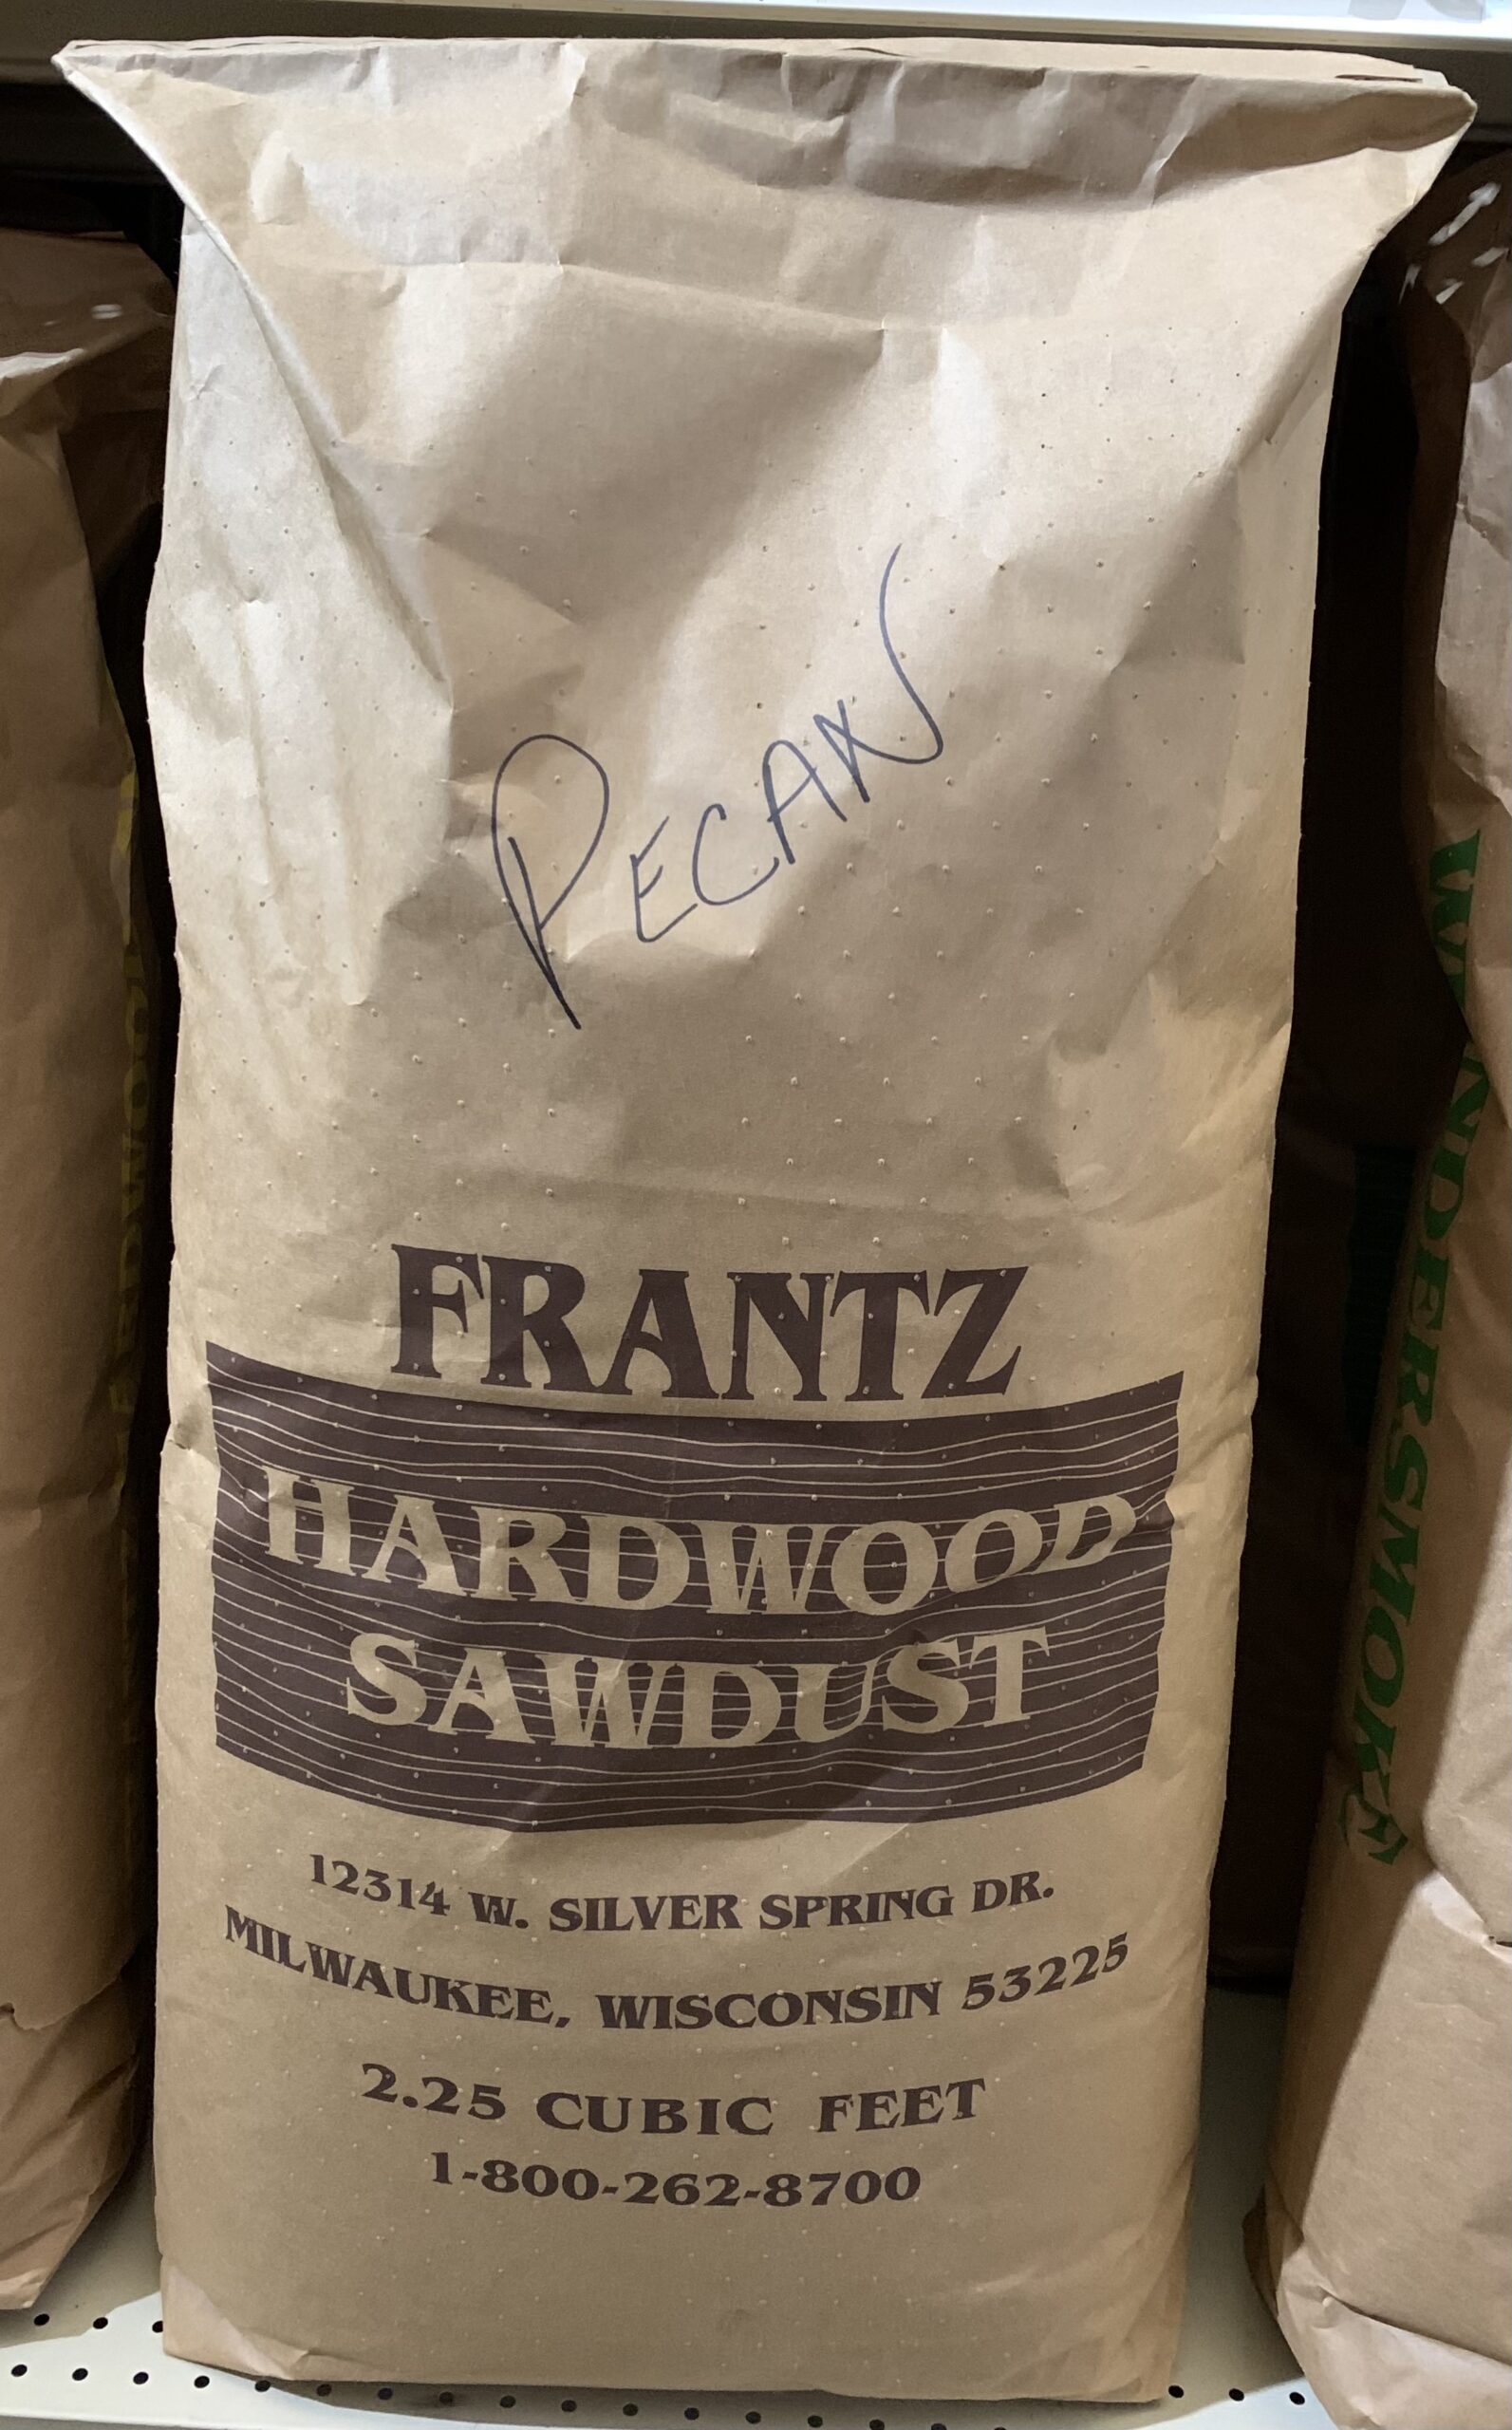 PECAN
FRANTZ
HARDWOOD
SAWDUST
12314 W. SILVER SPRING DR.
MILWAUKEE, WISCONSIN 53225
2.25 CUBIC FEET
1-800-262-8700